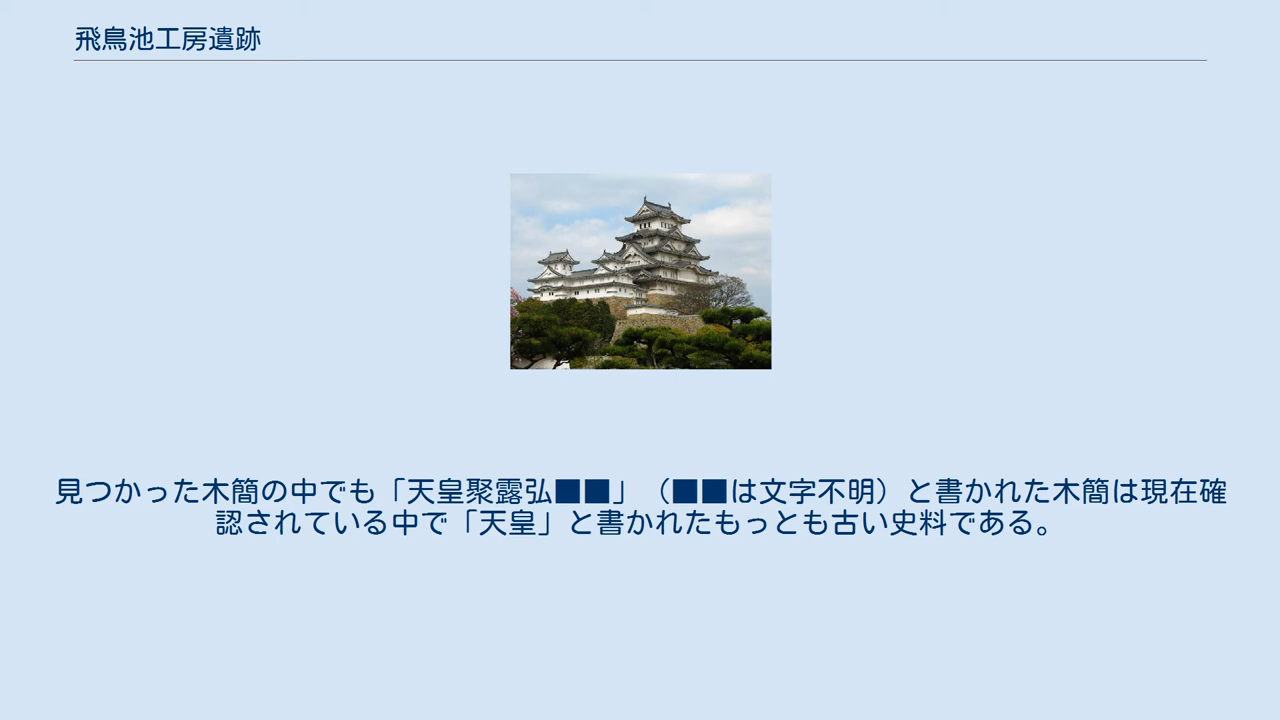 飛鳥池工房遺跡
見つかった木簡の中でも「天皇聚露弘■■」（■■は文字不明）と書かれた木簡は現在確
認されている中で「天皇」と書かれたもっとも古い史料である。